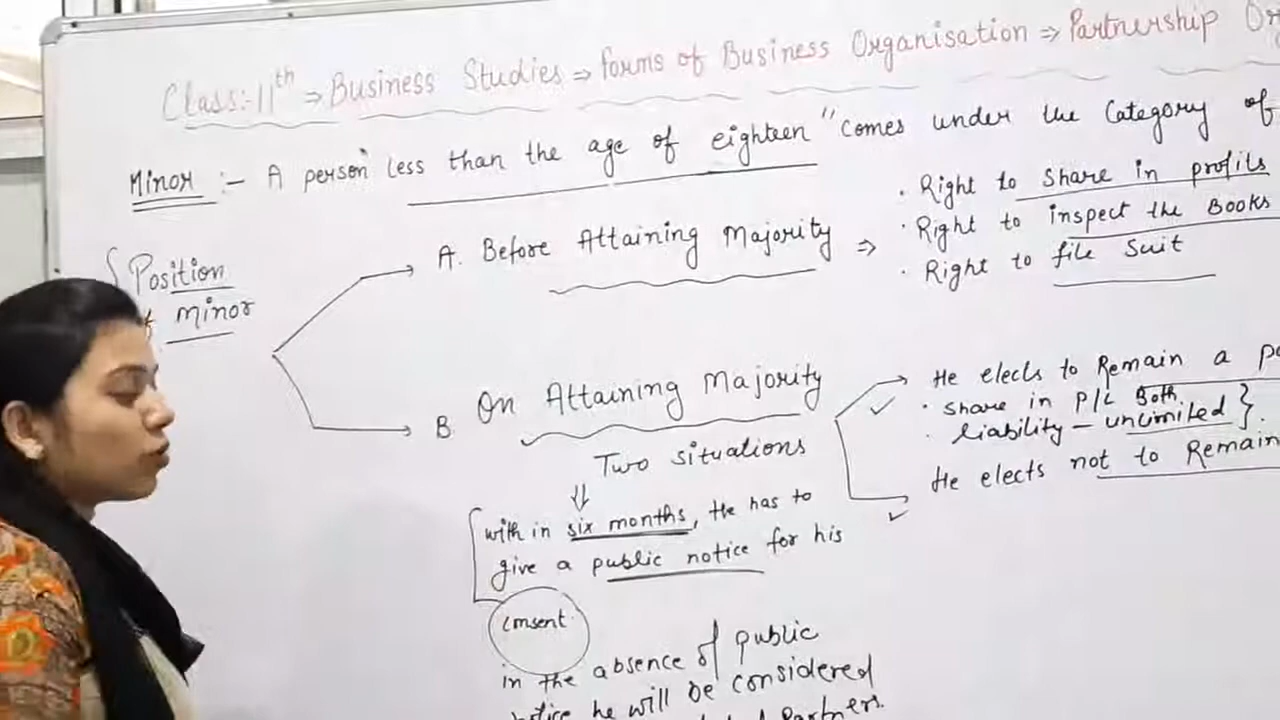 Class:-11th ⇒ Business Studies ⇒ forms of Business Organisation ⇒ Partnership
Minor :- A person less than the age of eighteen "comes under the Category of
Position
minor
A. Before Attaining Majority ⇒
. Right to share in profits
. Right to inspect the Books
. Right to file suit
B. On Attaining Majority
Two situations
⇓
with in six months, He has to
give a public notice for his
consent.
in the absence of public
notice he will be considered
Partners.
He elects to Remain a
. share in P/L Both.
. liability - unlimited }.
He elects not to Remain